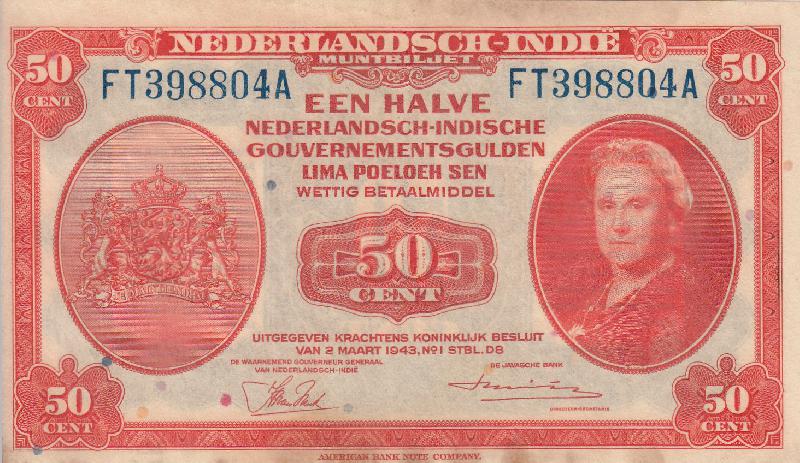 NEDERLANDSCH-INDIË
MUNTBILJET
50 CENT
50 CENT
FT398804A
FT398804A
EEN HALVE
NEDERLANDSCH-INDISCHE
GOUVERNEMENTSGULDEN
LIMA POELOEH SEN
WETTIG BETAALMIDDEL
50
CENT
UITGEGEVEN KRACHTENS KONINKLIJK BESLUIT
VAN 2 MAART 1943, No1 STBL. D8
DE WAARNEMEND GOUVERNEUR GENERAAL
VAN NEDERLANDSCH-INDIË
DE JAVASCHE BANK
DIRECTEUR-SECRETARIS
50 CENT
50 CENT
AMERICAN BANK NOTE COMPANY.